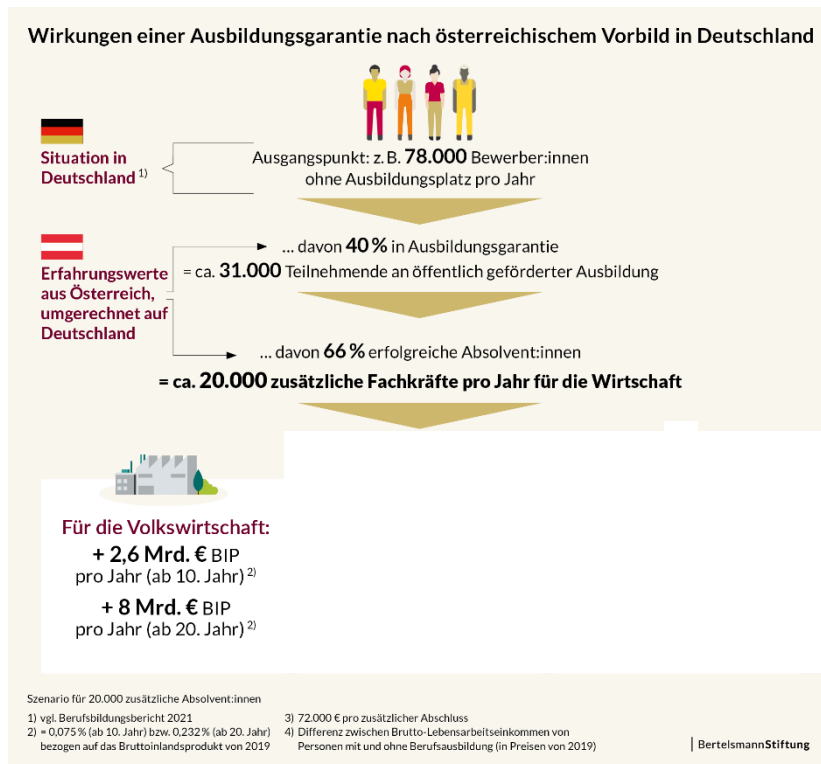 Wirkungen einer Ausbildungsgarantie nach österreichischem Vorbild in Deutschland
Situation in
Deutschland 1)
Ausgangspunkt: z. B. 78.000 Bewerber:innen
ohne Ausbildungsplatz pro Jahr
Erfahrungswerte
aus Österreich,
umgerechnet auf
Deutschland
... davon 40 % in Ausbildungsgarantie
= ca. 31.000 Teilnehmende an öffentlich geförderter Ausbildung
... davon 66 % erfolgreiche Absolvent:innen
= ca. 20.000 zusätzliche Fachkräfte pro Jahr für die Wirtschaft
Für die Volkswirtschaft:
+ 2,6 Mrd. € BIP
pro Jahr (ab 10. Jahr) 2)
+ 8 Mrd. € BIP
pro Jahr (ab 20. Jahr) 2)
Szenario für 20.000 zusätzliche Absolvent:innen
1) vgl. Berufsbildungsbericht 2021
2) = 0,075 % (ab 10. Jahr) bzw. 0,232 % (ab 20. Jahr)
bezogen auf das Bruttoinlandsprodukt von 2019
3) 72.000 € pro zusätzlicher Abschluss
4) Differenz zwischen Brutto-Lebensarbeitseinkommen von
Personen mit und ohne Berufsausbildung (in Preisen von 2019)
BertelsmannStiftung